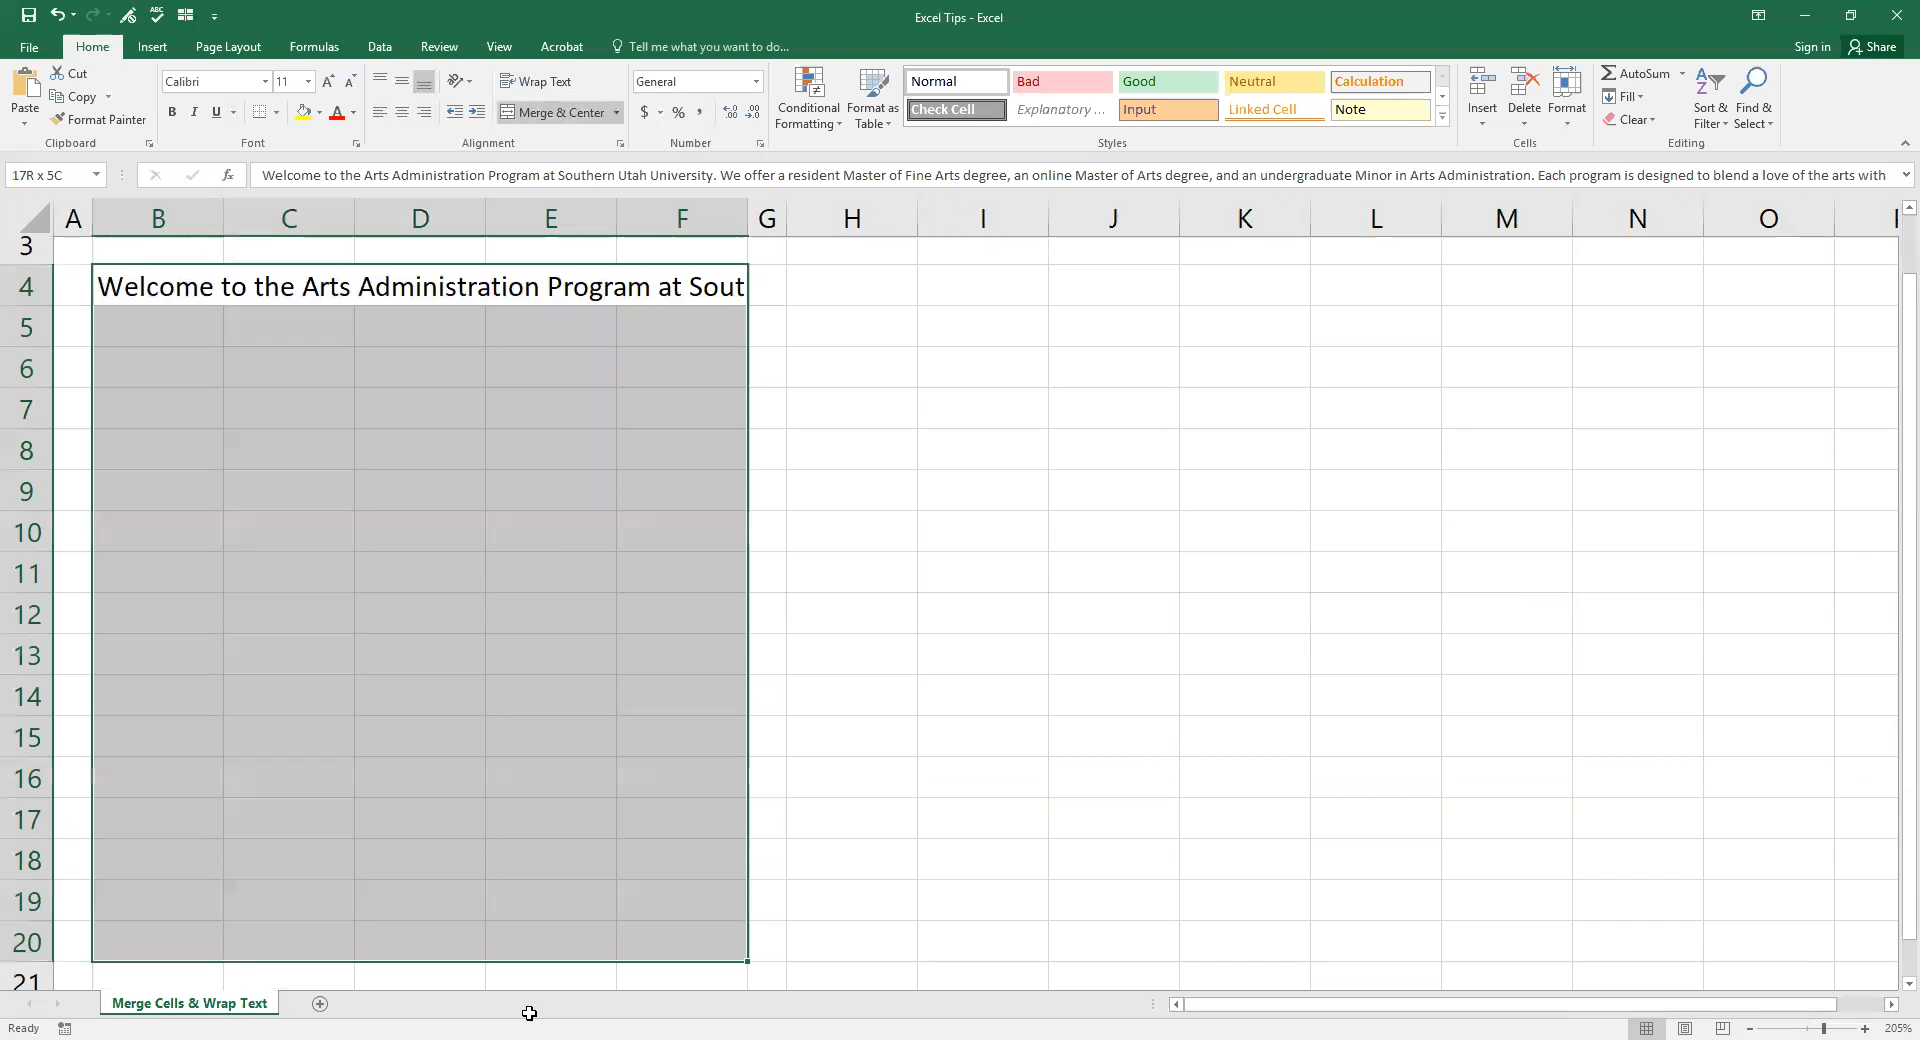 Excel Tips - Excel
File Home Insert Page Layout Formulas Data Review View Acrobat Tell me what you want to do... Sign in Share
ABC
Paste
Cut
Copy
Format Painter
Clipboard
Calibri 11
B I U
Font
Wrap Text
Merge & Center
Alignment
General
$ %
Number
Conditional Formatting
Format as Table
Normal Bad Good Neutral Calculation
Check Cell Explanatory ... Input Linked Cell Note
Styles
Insert Delete Format
Cells
AutoSum
Fill
Clear
Sort & Filter
Find & Select
Editing
17R x 5C fx Welcome to the Arts Administration Program at Southern Utah University. We offer a resident Master of Fine Arts degree, an online Master of Arts degree, and an undergraduate Minor in Arts Administration. Each program is designed to blend a love of the arts with
A B C D E F G H I J K L M N O
3
4 Welcome to the Arts Administration Program at Sout
5
6
7
8
9
10
11
12
13
14
15
16
17
18
19
20
21
Merge Cells & Wrap Text
Ready 205%